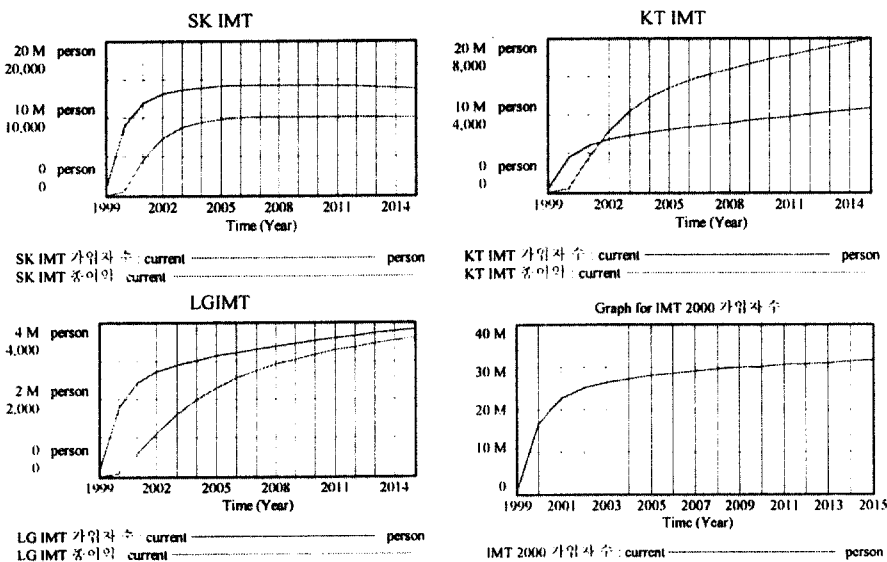 SK IMT
20 M person
20,000
10 M person
10,000
0 person
0
1999 2002 2005 2008 2011 2014
Time (Year)
SK IMT 가입자 수 : current person
SK IMT 총이익 current
KT IMT
20 M person
8,000
10 M person
4,000
0 person
0
1999 2002 2005 2008 2011 2014
Time (Year)
KT IMT 가입자 수 : current person
KT IMT 총이익 : current
LGIMT
4 M person
4,000
2 M person
2,000
0 person
0
1999 2002 2005 2008 2011 2014
Time (Year)
LG IMT 가입자 수 : current person
LG IMT 총이익 current
Graph for IMT 2000 가입자 수
40 M
30 M
20 M
10 M
0
1999 2001 2003 2005 2007 2009 2011 2013 2015
Time (Year)
IMT 2000 가입자 수 : current person